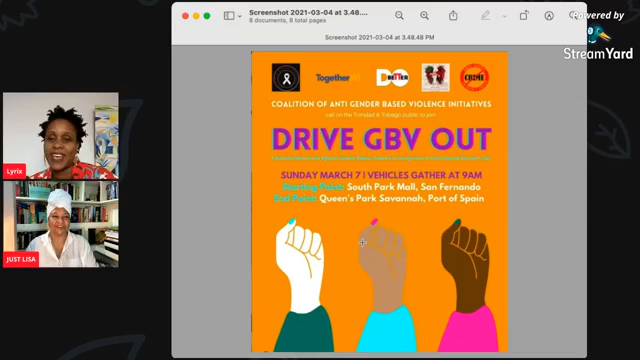 Screenshot 2021-03-04 at 3.48....
8 documents, 8 total pages
Powered by
StreamYard
Screenshot 2021-03-04 at 3.48.48 PM
Together
DO BETTER
CRIME
COALITION OF ANTI GENDER BASED VIOLENCE INITIATIVES
call on the Trinidad & Tobago public to join
DRIVE GBV OUT
SUNDAY MARCH 7 | VEHICLES GATHER AT 9AM
Starting Point: South Park Mall, San Fernando
End Point: Queen's Park Savannah, Port of Spain
Lyrix
JUST LISA